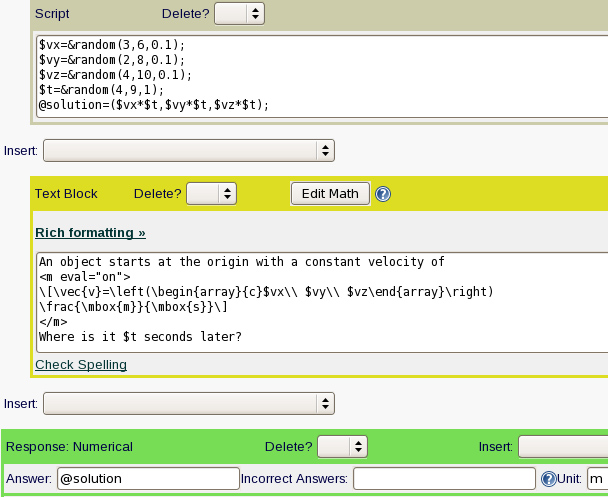 Script Delete?
$vx=&random(3,6,0.1);
$vy=&random(2,8,0.1);
$vz=&random(4,10,0.1);
$t=&random(4,9,1);
@solution=($vx*$t,$vy*$t,$vz*$t);
Insert:
Text Block Delete? Edit Math ?
Rich formatting »
An object starts at the origin with a constant velocity of
<m eval="on">
\[\vec{v}=\left(\begin{array}{c}$vx\\ $vy\\ $vz\end{array}\right)
\frac{\mbox{m}}{\mbox{s}}\]
</m>
Where is it $t seconds later?
Check Spelling
Insert:
Response: Numerical Delete? Insert:
Answer: @solution Incorrect Answers: ? Unit: m